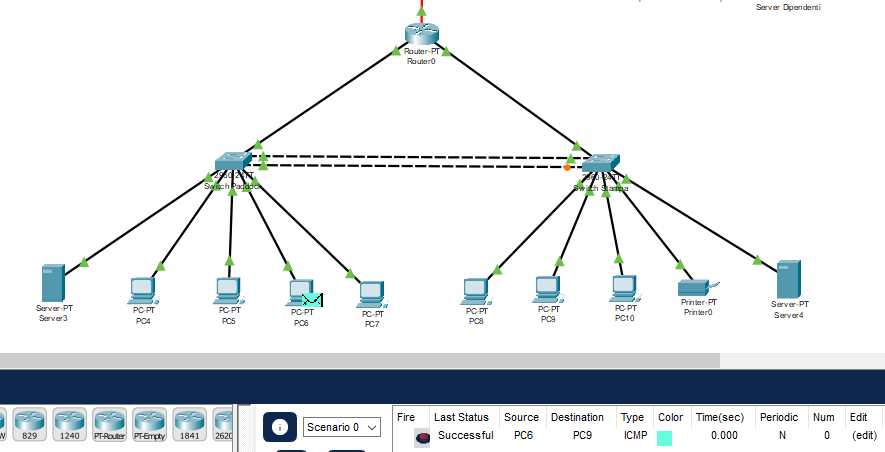 Server Dipendenti
Router-PT
Router0
2960-24TT
Switch Paddock
2960-24TT
Switch Stampa
Server-PT
Server3
PC-PT
PC4
PC-PT
PC5
PC-PT
PC6
PC-PT
PC7
PC-PT
PC8
PC-PT
PC9
PC-PT
PC10
Printer-PT
Printer0
Server-PT
Server4
829
1240
PT-Router
PT-Empty
1841
2620
Scenario 0
Fire Last Status Source Destination Type Color Time(sec) Periodic Num Edit
Successful PC6 PC9 ICMP 0.000 N 0 (edit)